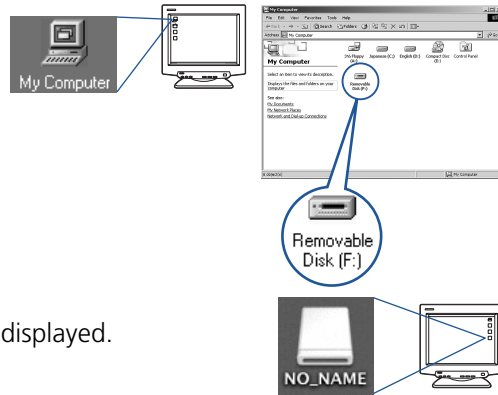 My Computer
My Computer
File Edit View Favorites Tools Help
Address My Computer
My Computer
Select an item to view its description.
Displays the files and folders on your computer
See also:
My Documents
My Network Places
Network and Dial-up Connections
3½ Floppy (A:)
Japanese (C:)
English (D:)
Compact Disc (E:)
Control Panel
Removable Disk (F:)
My Computer
Removable
Disk (F:)
displayed.
NO_NAME